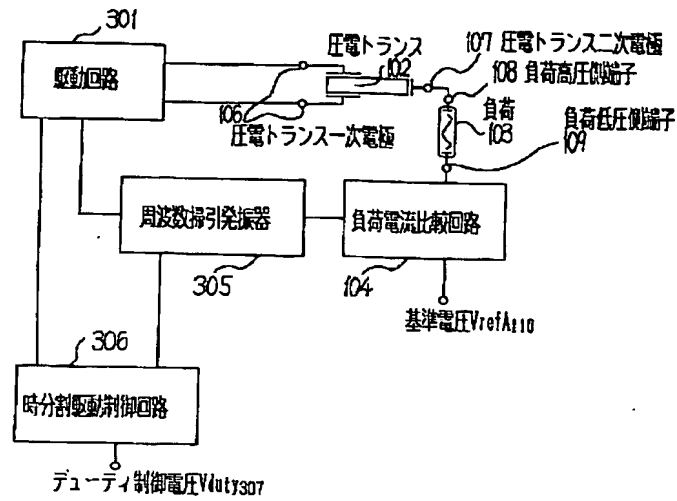 301
駆動回路
圧電トランス
102
106
圧電トランス一次電極
107 圧電トランス二次電極
108 負荷高圧側端子
負荷
103
負荷低圧側端子
109
周波数掃引発振器
305
負荷電流比較回路
104
基準電圧VrefA110
306
時分割駆動制御回路
デューティ制御電圧Vduty307